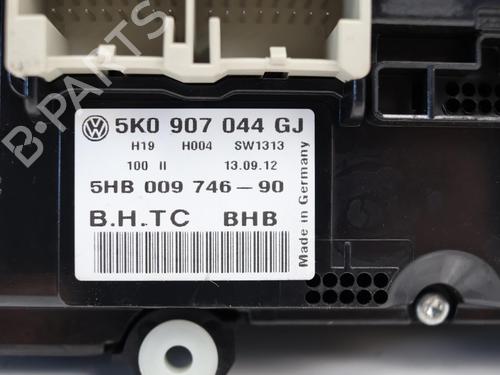 B-PARTS
5K0 907 044 GJ
H19 H004 SW1313
100 II 13.09.12
5HB 009 746-90
B.H.TC BHB
Made in Germany